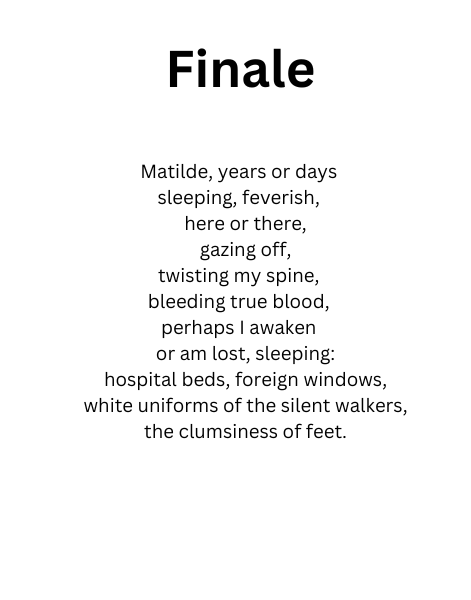 Finale
Matilde, years or days
sleeping, feverish,
here or there,
gazing off,
twisting my spine,
bleeding true blood,
perhaps I awaken
or am lost, sleeping:
hospital beds, foreign windows,
white uniforms of the silent walkers,
the clumsiness of feet.